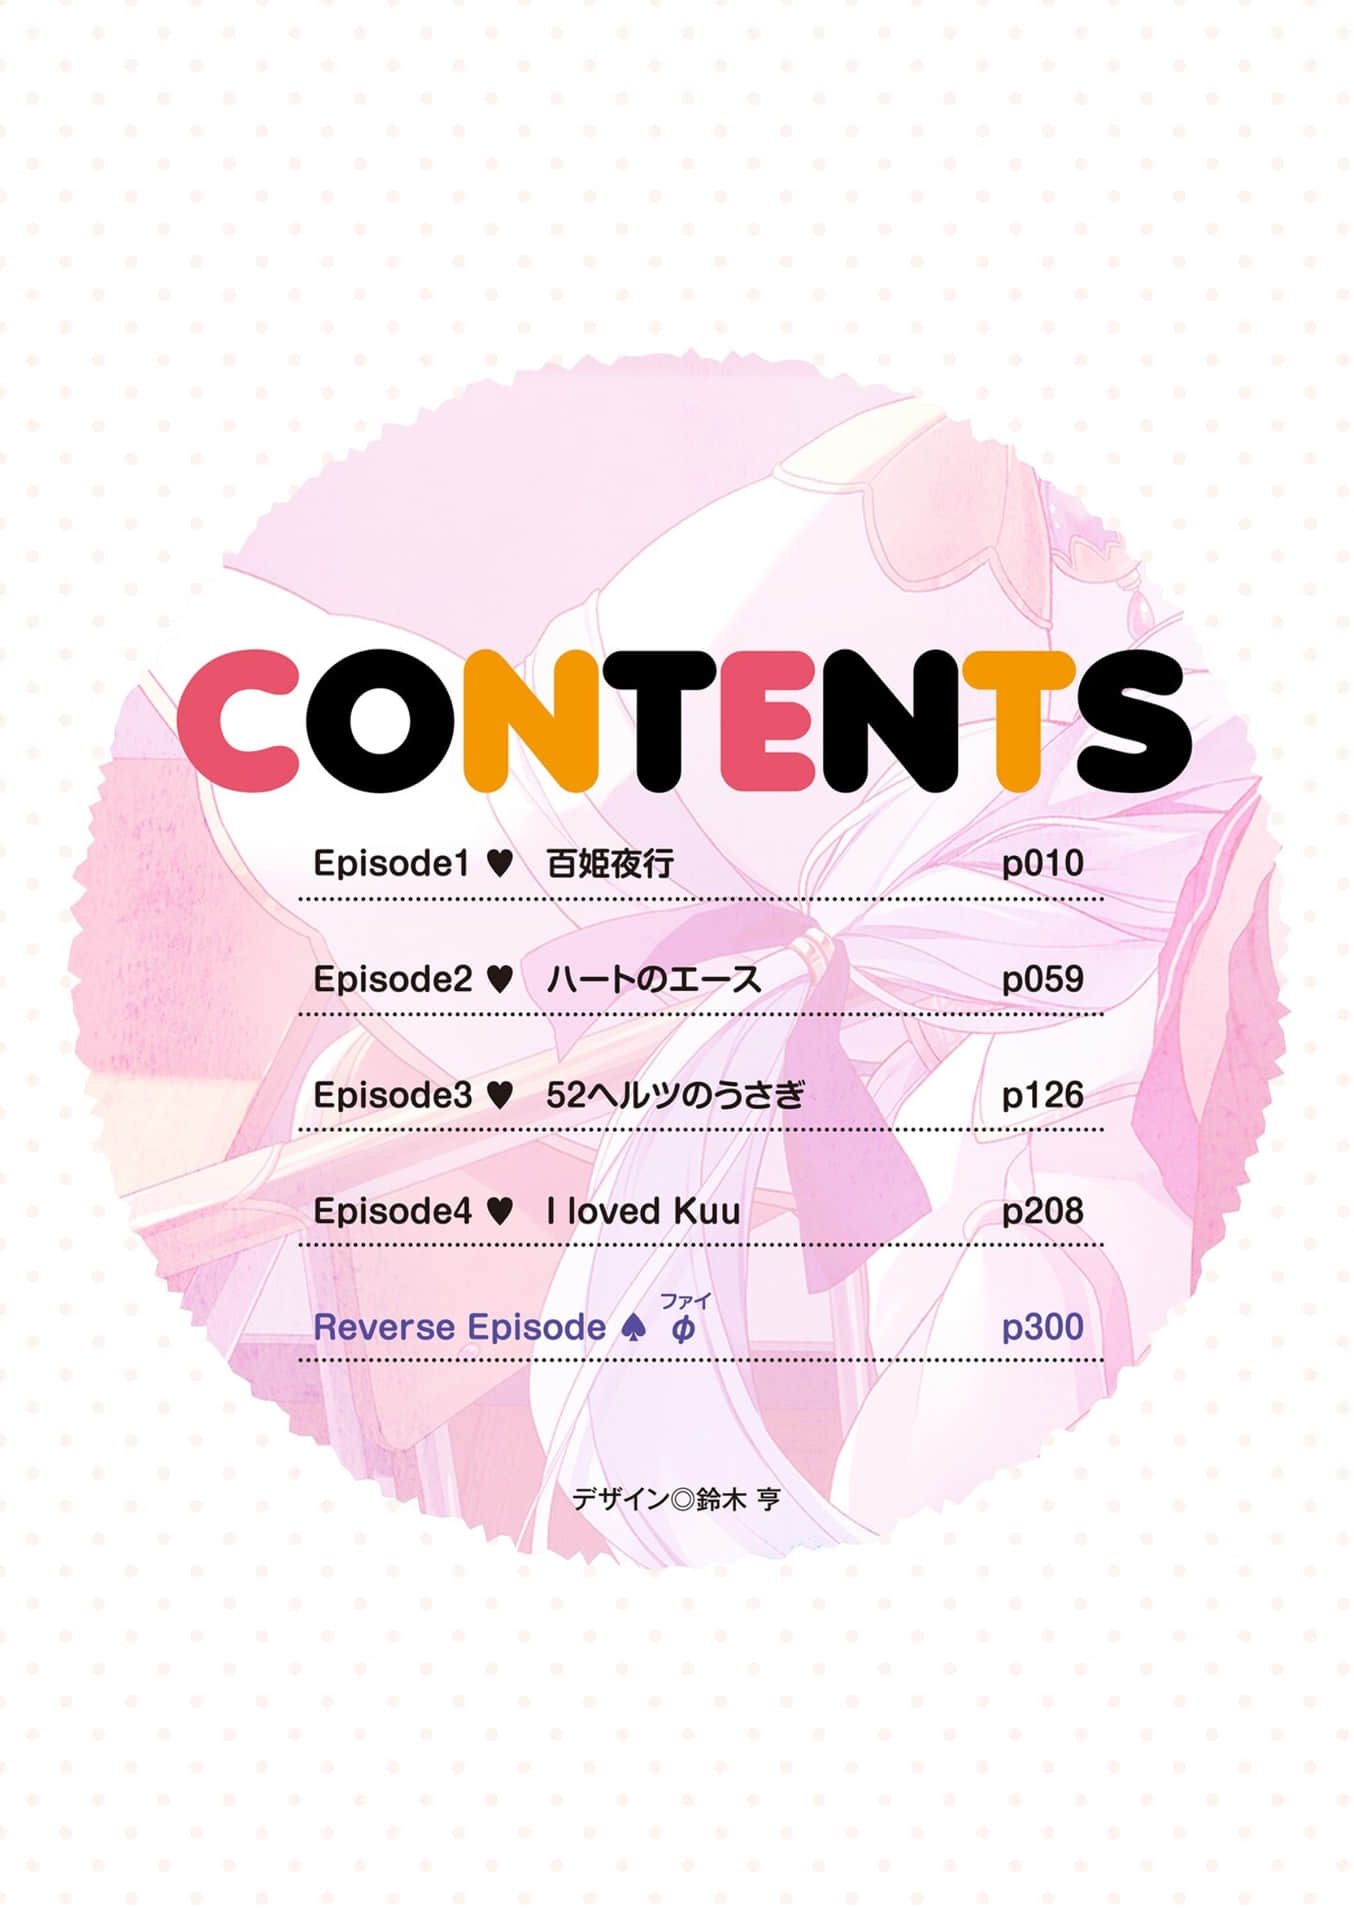 CONTENTS
Episode1 ♥ 百姫夜行 p010
Episode2 ♥ ハートのエース p059
Episode3 ♥ 52ヘルツのうさぎ p126
Episode4 ♥ I loved Kuu p208
ファイ
Reverse Episode ♠ φ p300
デザイン◎鈴木 亨